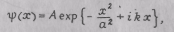 ψ(x) = A exp{− x²/a² + i k x},